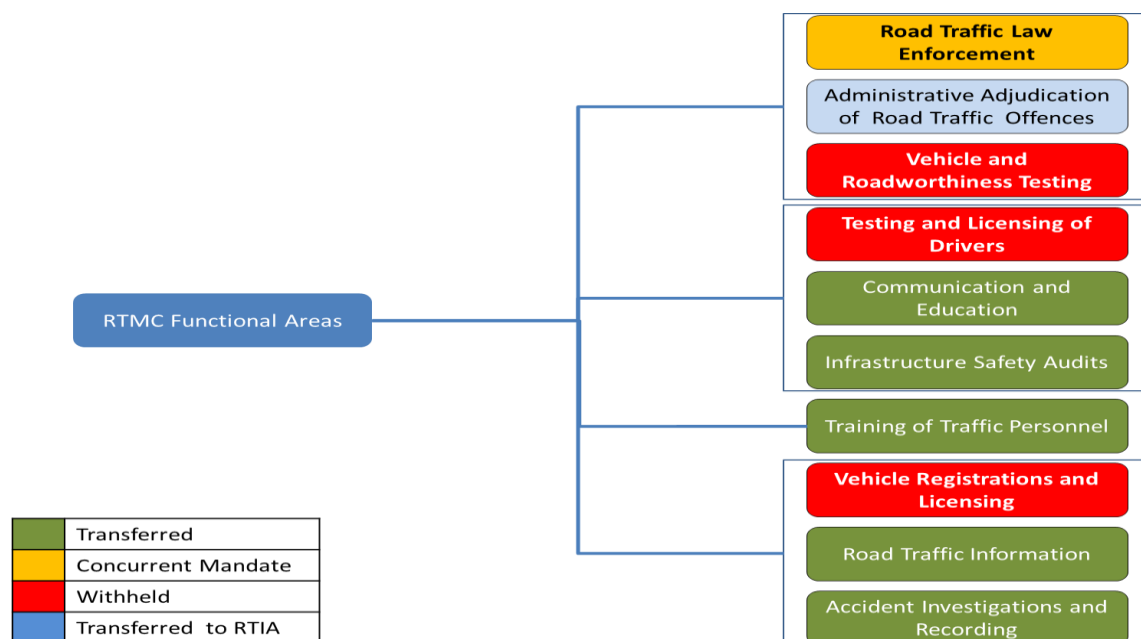 Road Traffic Law
Enforcement
Administrative Adjudication
of Road Traffic Offences
Vehicle and
Roadworthiness Testing
Testing and Licensing of
Drivers
Communication and
Education
RTMC Functional Areas
Infrastructure Safety Audits
Training of Traffic Personnel
Vehicle Registrations and
Licensing
Road Traffic Information
Accident Investigations and
Recording
Transferred
Concurrent Mandate
Withheld
Transferred to RTIA